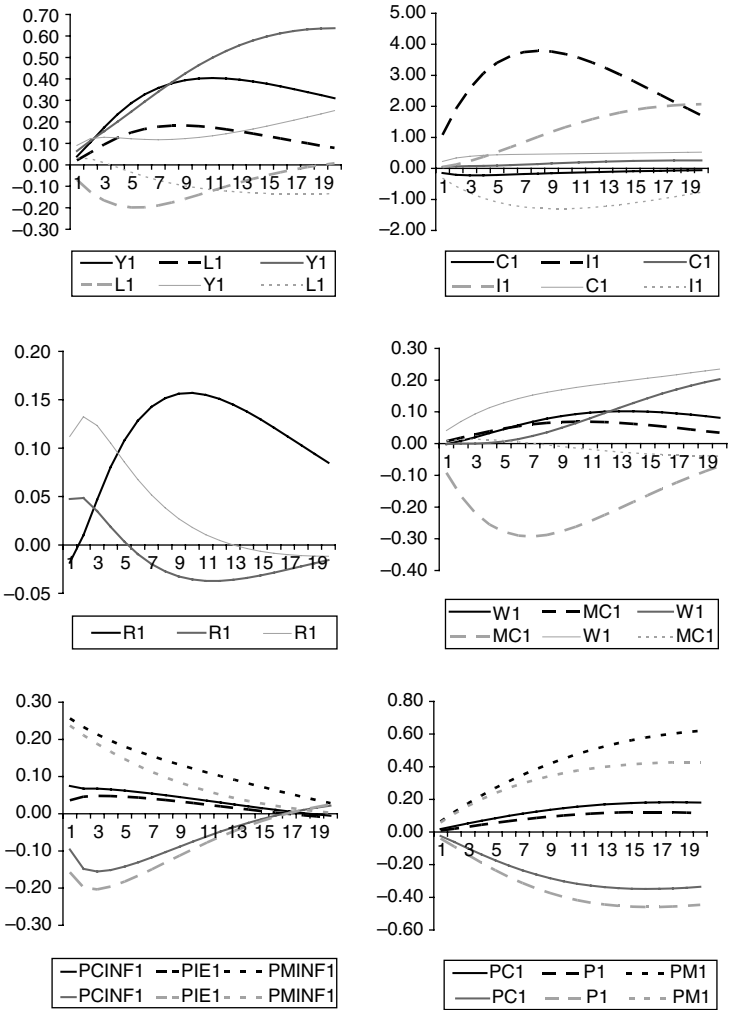 0.70
0.60
0.50
0.40
0.30
0.20
0.10
0.00
–0.10
–0.20
–0.30
1 3 5 7 9 11 13 15 17 19
Y1 L1 Y1
L1 Y1 L1
5.00
4.00
3.00
2.00
1.00
0.00
–1.00
–2.00
1 3 5 7 9 11 13 15 17 19
C1 I1 C1
I1 C1 I1
0.20
0.15
0.10
0.05
0.00
–0.05
1 3 5 7 9 11 13 15 17 19
R1 R1 R1
0.30
0.20
0.10
0.00
–0.10
–0.20
–0.30
–0.40
1 3 5 7 9 11 13 15 17 19
W1 MC1 W1
MC1 W1 MC1
0.30
0.20
0.10
0.00
–0.10
–0.20
–0.30
1 3 5 7 9 11 13 15 17 19
PCINF1 PIE1 PMINF1
PCINF1 PIE1 PMINF1
0.80
0.60
0.40
0.20
0.00
–0.20
–0.40
–0.60
1 3 5 7 9 11 13 15 17 19
PC1 P1 PM1
PC1 P1 PM1